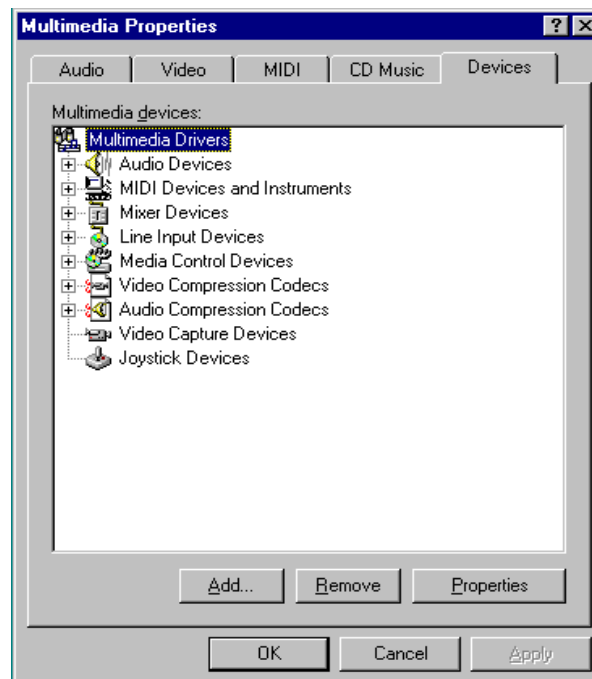 Multimedia Properties
Audio Video MIDI CD Music Devices
Multimedia devices:
Multimedia Drivers
Audio Devices
MIDI Devices and Instruments
Mixer Devices
Line Input Devices
Media Control Devices
Video Compression Codecs
Audio Compression Codecs
Video Capture Devices
Joystick Devices
Add... Remove Properties
OK Cancel Apply